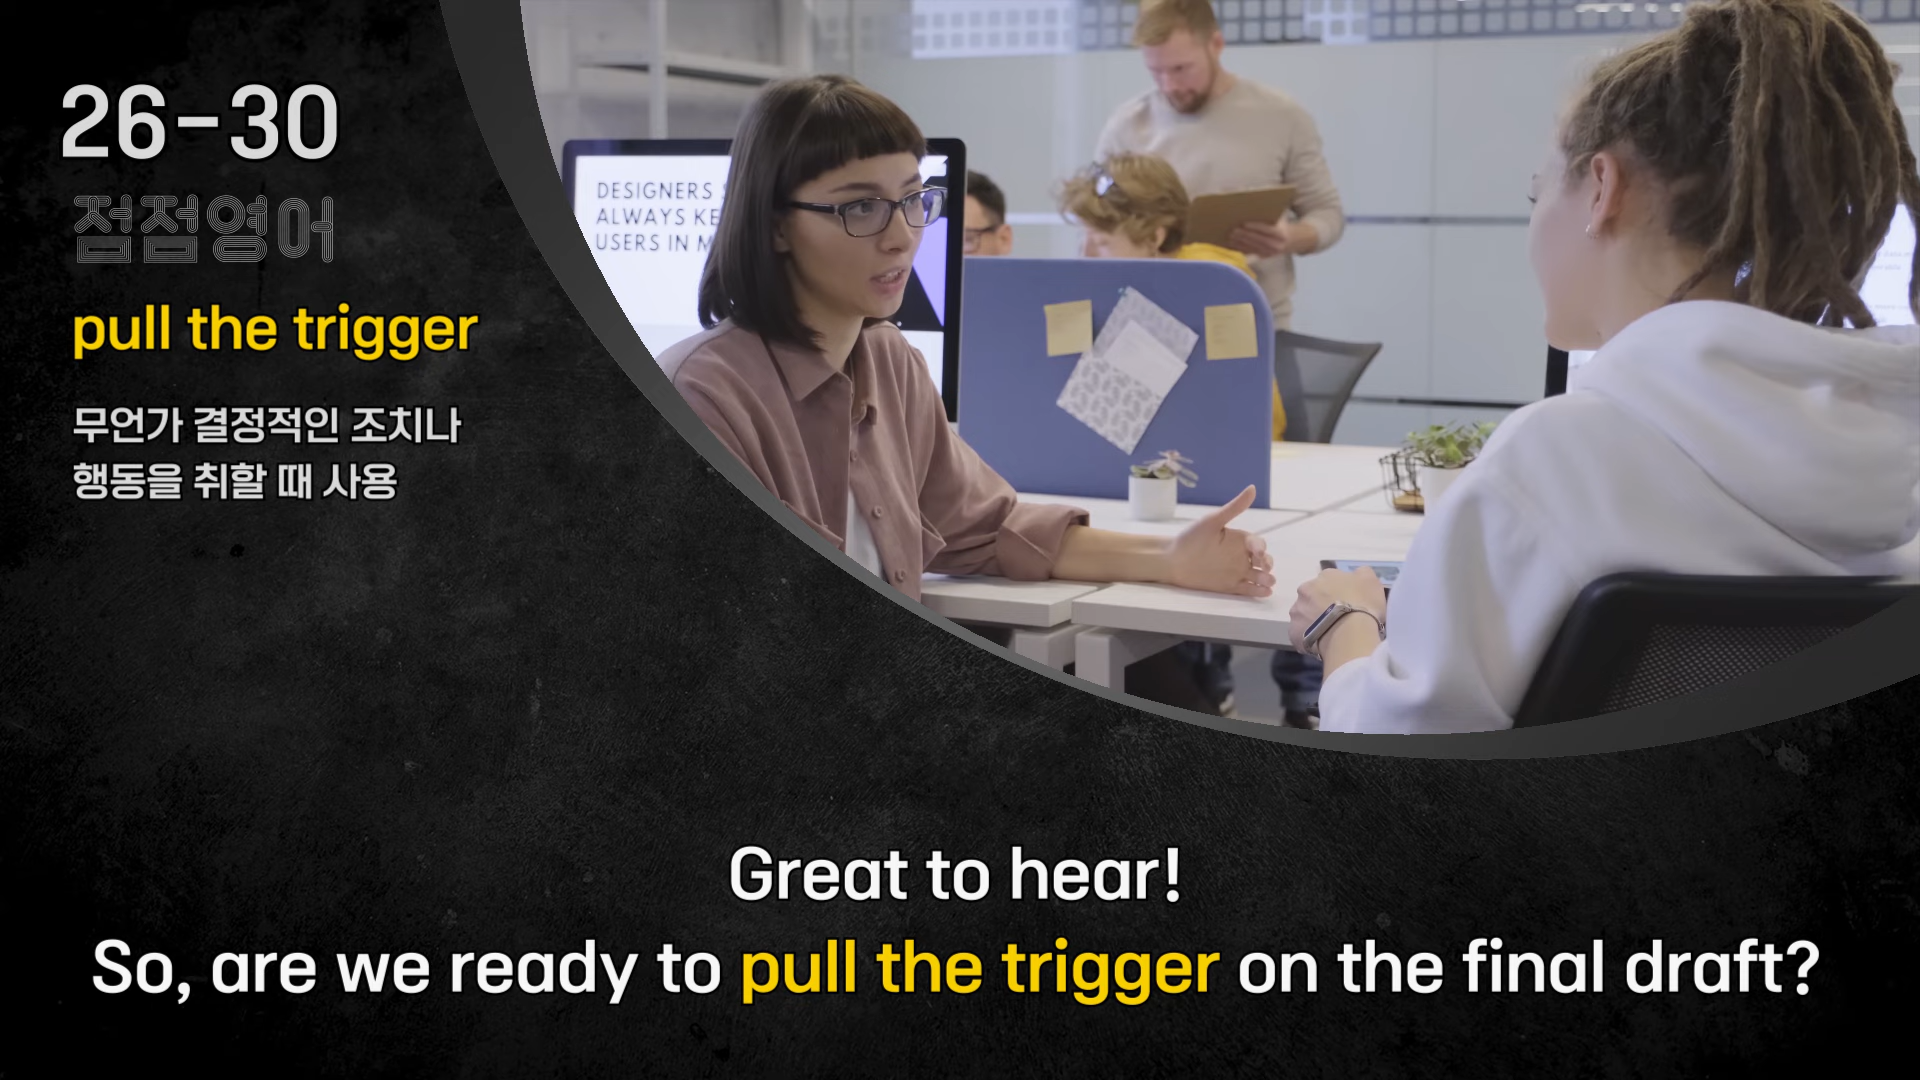 26-30
점점영어
pull the trigger
무언가 결정적인 조치나
행동을 취할 때 사용
DESIGNERS
ALWAYS
USERS IN
Great to hear!
So, are we ready to pull the trigger on the final draft?